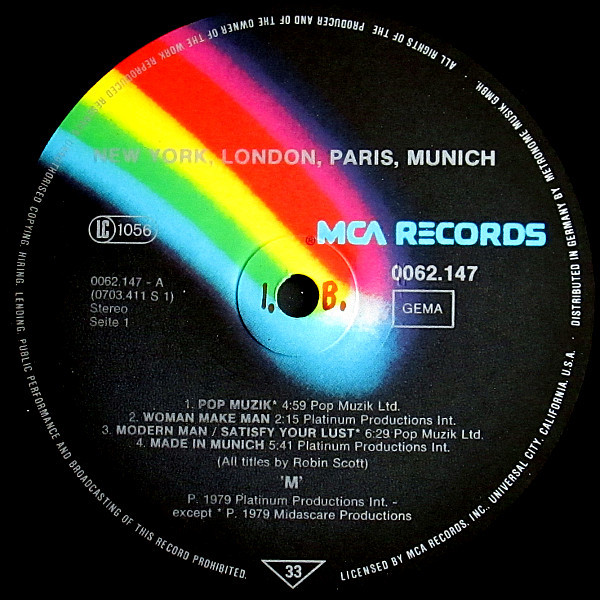 ALL RIGHTS OF THE PRODUCER AND OF THE OWNER OF THE WORK REPRODUCED RESERVED. UNAUTHORISED COPYING, HIRING, LENDING, PUBLIC PERFORMANCE AND BROADCASTING OF THIS RECORD PROHIBITED.
NEW YORK, LONDON, PARIS, MUNICH
LC 1056
® MCA RECORDS
0062.147
GEMA
0062.147 - A
(0703.411 S 1)
Stereo
Seite 1
1. B.
1. POP MUZIK* 4:59 Pop Muzik Ltd.
2. WOMAN MAKE MAN 2:15 Platinum Productions Int.
3. MODERN MAN / SATISFY YOUR LUST* 6:29 Pop Muzik Ltd.
4. MADE IN MUNICH 5:41 Platinum Productions Int.
(All titles by Robin Scott)
'M'
P. 1979 Platinum Productions Int. -
except * P. 1979 Midascare Productions
33
LICENSED BY MCA RECORDS, INC., UNIVERSAL CITY, CALIFORNIA, U.S.A. · DISTRIBUTED IN GERMANY BY METRONOME MUSIK GMBH.